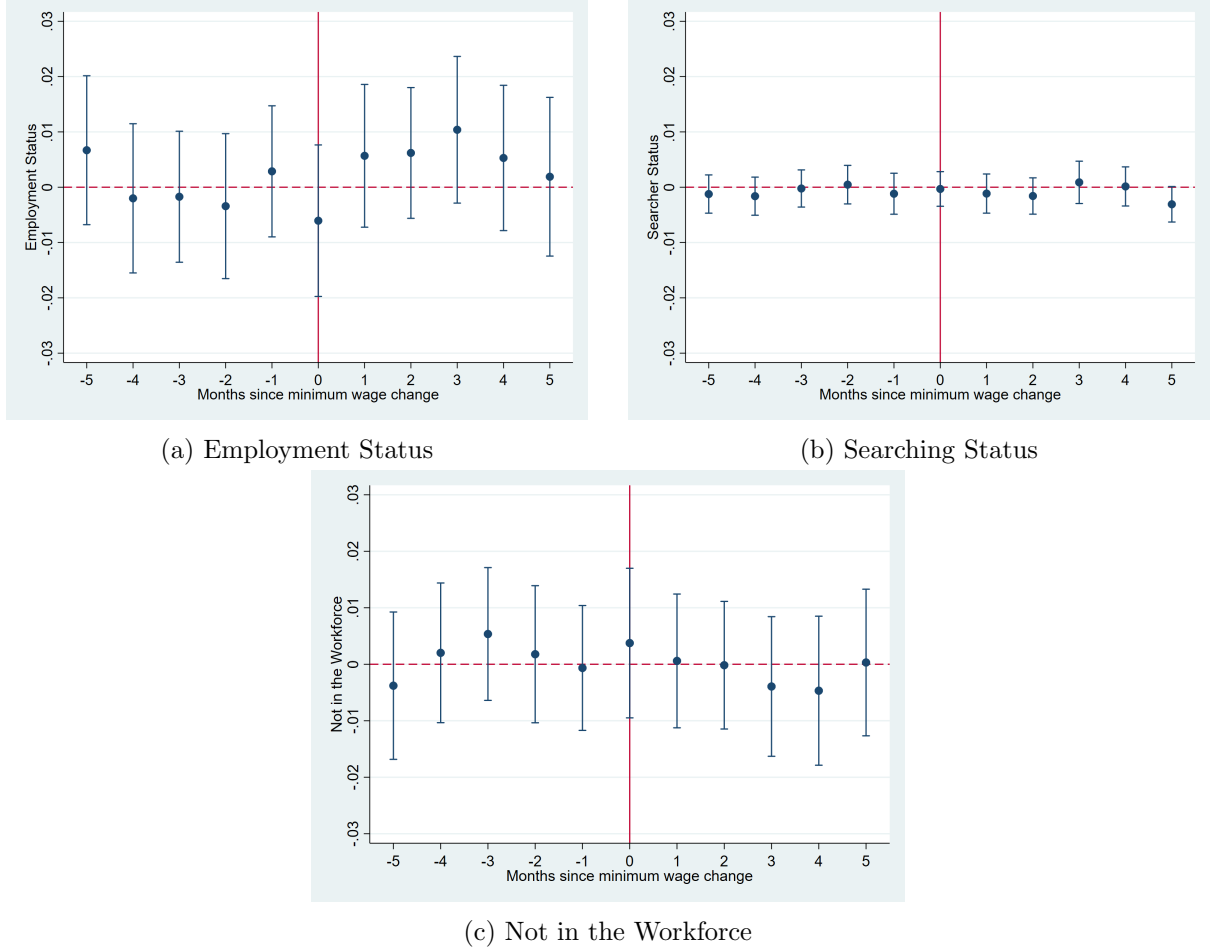 .03
.02
.01
0
-.01
-.02
-.03
Employment Status
-5 -4 -3 -2 -1 0 1 2 3 4 5
Months since minimum wage change
(a) Employment Status
.03
.02
.01
0
-.01
-.02
-.03
Searcher Status
-5 -4 -3 -2 -1 0 1 2 3 4 5
Months since minimum wage change
(b) Searching Status
.03
.02
.01
0
-.01
-.02
-.03
Not in the Workforce
-5 -4 -3 -2 -1 0 1 2 3 4 5
Months since minimum wage change
(c) Not in the Workforce